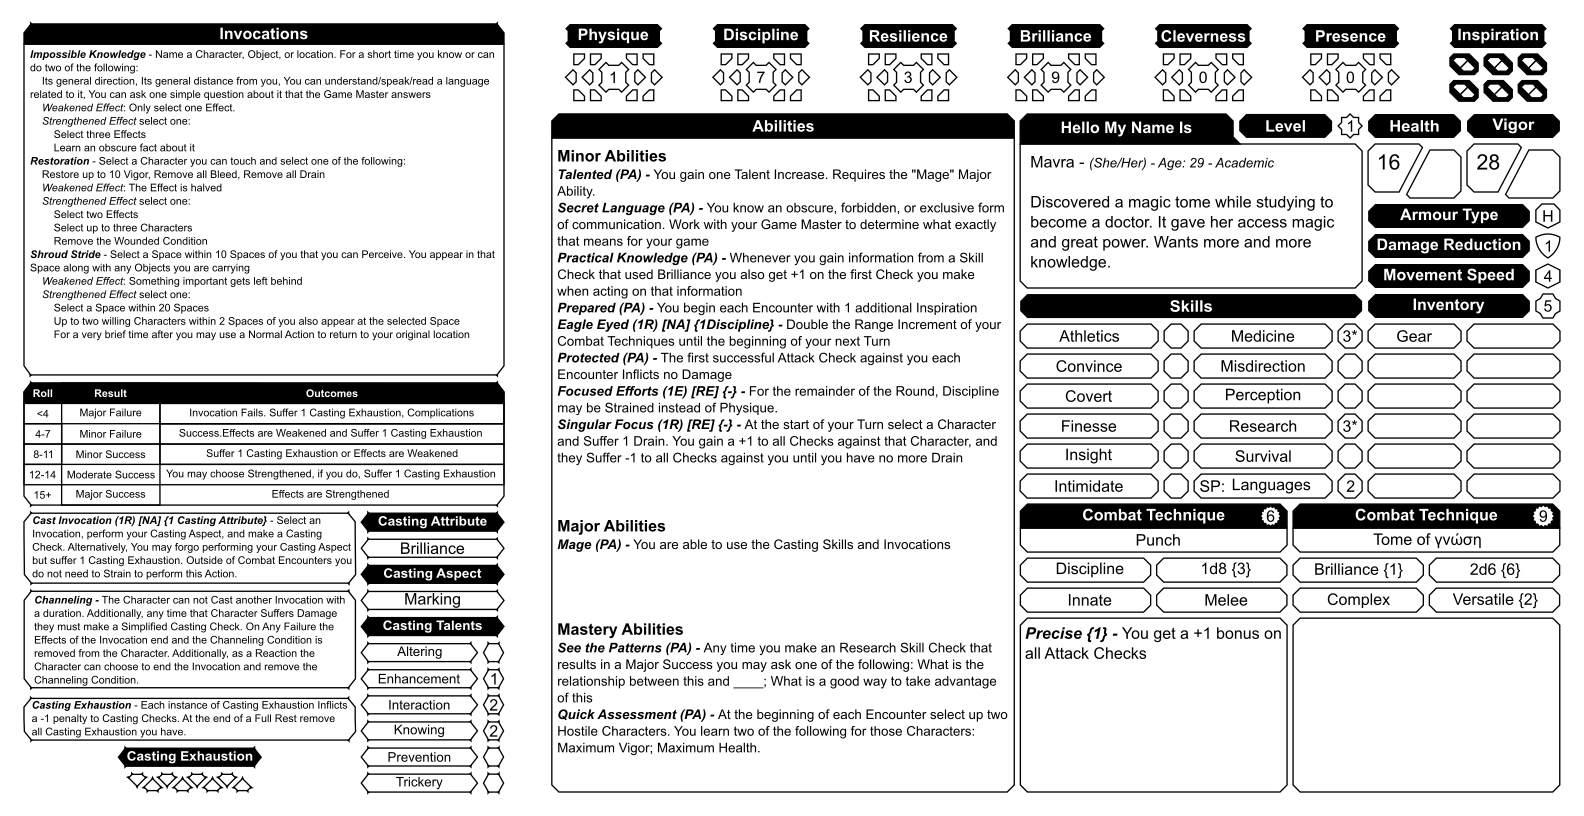 Invocations
Impossible Knowledge - Name a Character, Object, or location. For a short time you know or can
do two of the following:
Its general direction, Its general distance from you, You can understand/speak/read a language
related to it, You can ask one simple question about it that the Game Master answers
Weakened Effect: Only select one Effect.
Strengthened Effect select one:
Select three Effects
Learn an obscure fact about it
Restoration - Select a Character you can touch and select one of the following:
Restore up to 10 Vigor, Remove all Bleed, Remove all Drain
Weakened Effect: The Effect is halved
Strengthened Effect select one:
Select two Effects
Select up to three Characters
Remove the Wounded Condition
Shroud Stride - Select a Space within 10 Spaces of you that you can Perceive. You appear in that
Space along with any Objects you are carrying
Weakened Effect: Something important gets left behind
Strengthened Effect select one:
Select a Space within 20 Spaces
Up to two willing Characters within 2 Spaces of you also appear at the selected Space
For a very brief time after you may use a Normal Action to return to your original location
Roll Result Outcomes
<4 Major Failure Invocation Fails. Suffer 1 Casting Exhaustion, Complications
4-7 Minor Failure Success.Effects are Weakened and Suffer 1 Casting Exhaustion
8-11 Minor Success Suffer 1 Casting Exhaustion or Effects are Weakened
12-14 Moderate Success You may choose Strengthened, if you do, Suffer 1 Casting Exhaustion
15+ Major Success Effects are Strengthened
Cast Invocation (1R) [NA] {1 Casting Attribute} - Select an
Invocation, perform your Casting Aspect, and make a Casting
Check. Alternatively, You may forgo performing your Casting Aspect
but suffer 1 Casting Exhaustion. Outside of Combat Encounters you
do not need to Strain to perform this Action.
Channeling - The Character can not Cast another Invocation with
a duration. Additionally, any time that Character Suffers Damage
they must make a Simplified Casting Check. On Any Failure the
Effects of the Invocation end and the Channeling Condition is
removed from the Character. Additionally, as a Reaction the
Character can choose to end the Invocation and remove the
Channeling Condition.
Casting Exhaustion - Each instance of Casting Exhaustion Inflicts
a -1 penalty to Casting Checks. At the end of a Full Rest remove
all Casting Exhaustion you have.
Casting Exhaustion
Casting Attribute
Brilliance
Casting Aspect
Marking
Casting Talents
Altering
Enhancement 1
Interaction 2
Knowing 2
Prevention
Trickery
Physique Discipline Resilience Brilliance Cleverness Presence Inspiration
1 7 3 9 0 0
Abilities
Minor Abilities
Talented (PA) - You gain one Talent Increase. Requires the "Mage" Major
Ability.
Secret Language (PA) - You know an obscure, forbidden, or exclusive form
of communication. Work with your Game Master to determine what exactly
that means for your game
Practical Knowledge (PA) - Whenever you gain information from a Skill
Check that used Brilliance you also get +1 on the first Check you make
when acting on that information
Prepared (PA) - You begin each Encounter with 1 additional Inspiration
Eagle Eyed (1R) [NA] {1Discipline} - Double the Range Increment of your
Combat Techniques until the beginning of your next Turn
Protected (PA) - The first successful Attack Check against you each
Encounter Inflicts no Damage
Focused Efforts (1E) [RE] {-} - For the remainder of the Round, Discipline
may be Strained instead of Physique.
Singular Focus (1R) [RE] {-} - At the start of your Turn select a Character
and Suffer 1 Drain. You gain a +1 to all Checks against that Character, and
they Suffer -1 to all Checks against you until you have no more Drain
Major Abilities
Mage (PA) - You are able to use the Casting Skills and Invocations
Mastery Abilities
See the Patterns (PA) - Any time you make an Research Skill Check that
results in a Major Success you may ask one of the following: What is the
relationship between this and ____; What is a good way to take advantage
of this
Quick Assessment (PA) - At the beginning of each Encounter select up two
Hostile Characters. You learn two of the following for those Characters:
Maximum Vigor; Maximum Health.
Hello My Name Is Level 1 Health Vigor
Mavra - (She/Her) - Age: 29 - Academic
Discovered a magic tome while studying to
become a doctor. It gave her access magic
and great power. Wants more and more
knowledge.
16 28
Armour Type H
Damage Reduction 1
Movement Speed 4
Skills
Inventory 5
Athletics Medicine 3* Gear
Convince Misdirection
Covert Perception
Finesse Research 3*
Insight Survival
Intimidate SP: Languages 2
Combat Technique 6
Punch
Discipline 1d8 {3}
Innate Melee
Precise {1} - You get a +1 bonus on
all Attack Checks
Combat Technique 9
Tome of γνώση
Brilliance {1} 2d6 {6}
Complex Versatile {2}